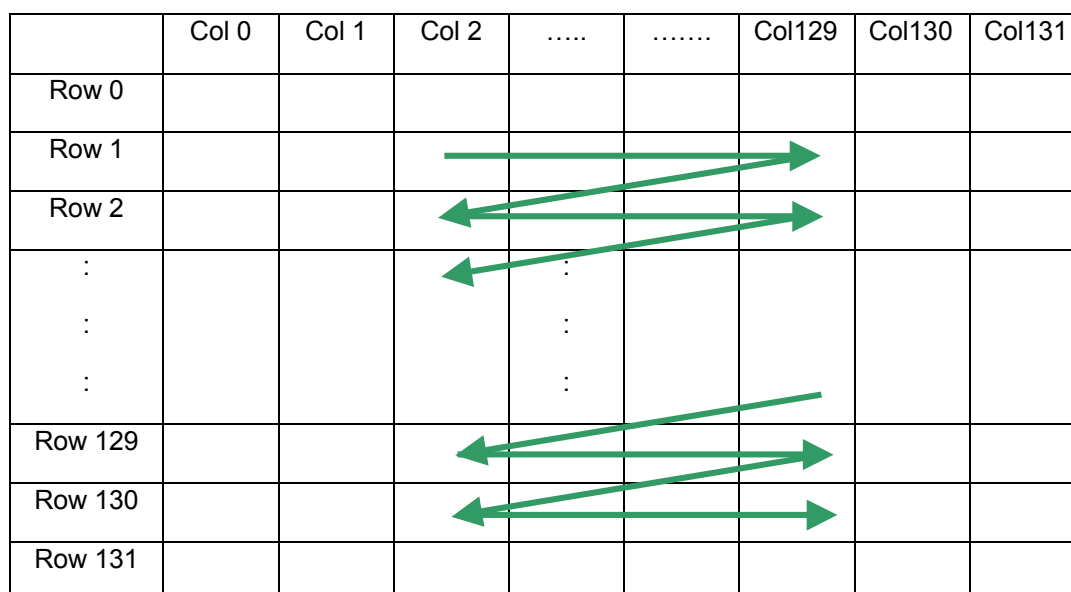 Col 0 Col 1 Col 2 ….. ……. Col129 Col130 Col131
Row 0
Row 1
Row 2
: :
: :
: :
Row 129
Row 130
Row 131